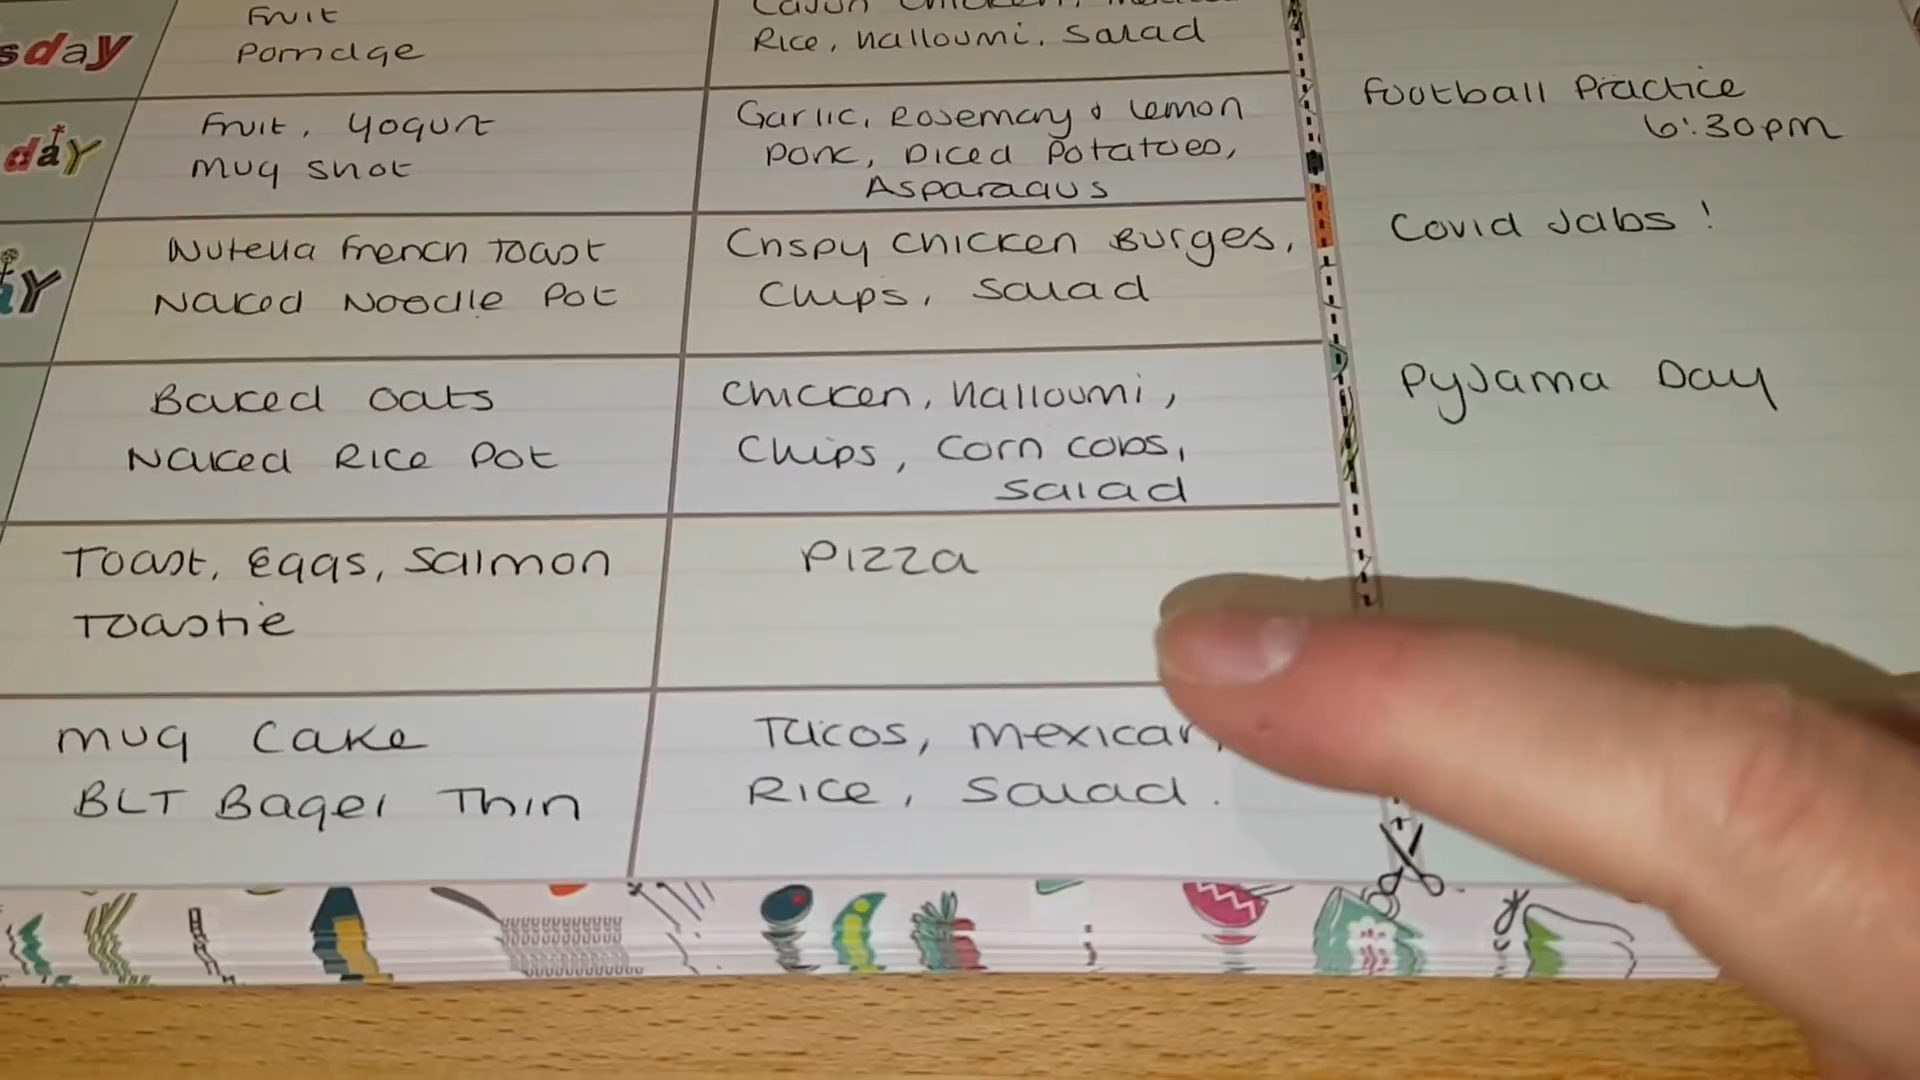 sday
Fruit
Porridge
Rice, Halloumi, Salad
day
Fruit, Yogurt
Mug Shot
Garlic, Rosemary & Lemon
Pork, Diced Potatoes,
Asparagus
Football Practice
6:30pm
ay
Nutella French Toast
Naked Noodle Pot
Crispy Chicken Burges,
Chips, Salad
Covid Jabs!
Baked Oats
Naked Rice Pot
Chicken, Halloumi,
Chips, Corn Cobs,
Salad
Pyjama Day
Toast, Eggs, Salmon
Toastie
Pizza
Mug Cake
BLT Bagel Thin
Tacos, Mexican
Rice, Salad.